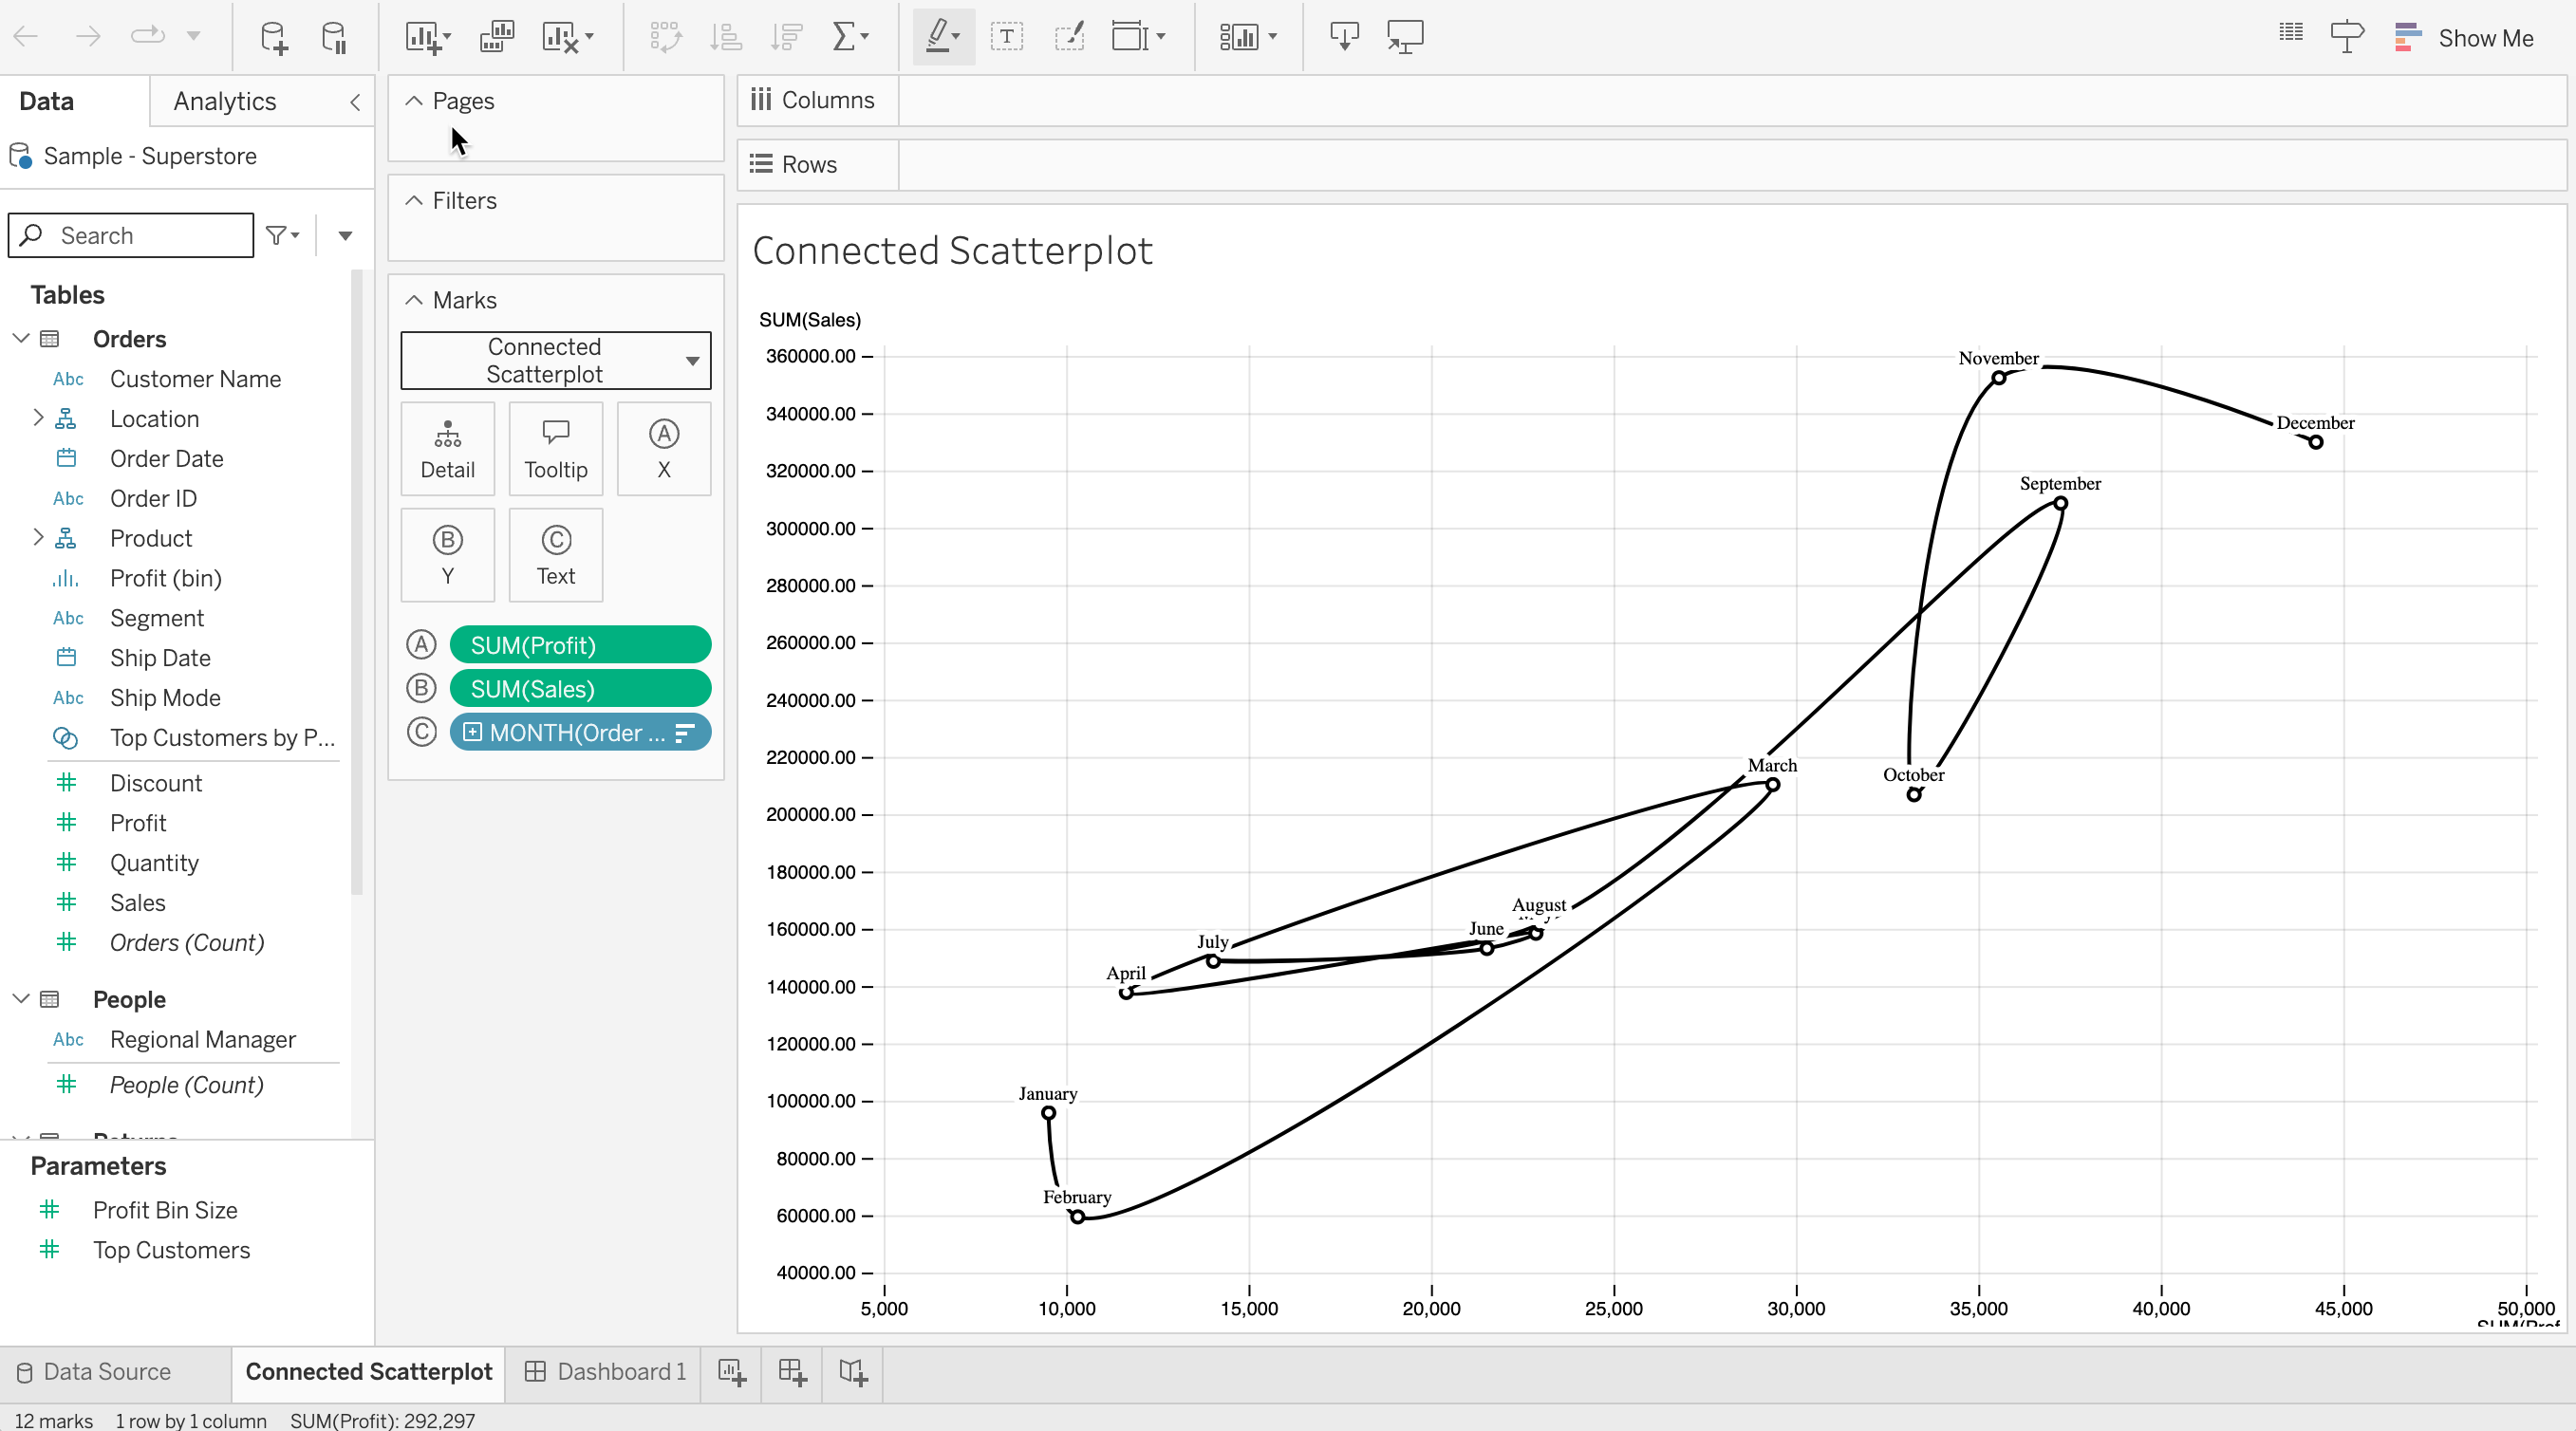 Show Me
Data
Analytics
Sample - Superstore
Search
Tables
Orders
Abc Customer Name
Location
Order Date
Abc Order ID
Product
Profit (bin)
Abc Segment
Ship Date
Abc Ship Mode
Top Customers by P...
Discount
Profit
Quantity
Sales
Orders (Count)
People
Abc Regional Manager
People (Count)
Parameters
Profit Bin Size
Top Customers
Pages
Filters
Marks
Connected
Scatterplot
Detail
Tooltip
A
X
B
Y
C
Text
A SUM(Profit)
B SUM(Sales)
C MONTH(Order ...
Columns
Rows
Connected Scatterplot
SUM(Sales)
360000.00
340000.00
320000.00
300000.00
280000.00
260000.00
240000.00
220000.00
200000.00
180000.00
160000.00
140000.00
120000.00
100000.00
80000.00
60000.00
40000.00
November
December
September
March
October
August
June
July
April
January
February
5,000 10,000 15,000 20,000 25,000 30,000 35,000 40,000 45,000 50,000
Data Source
Connected Scatterplot
Dashboard 1
12 marks 1 row by 1 column SUM(Profit): 292,297